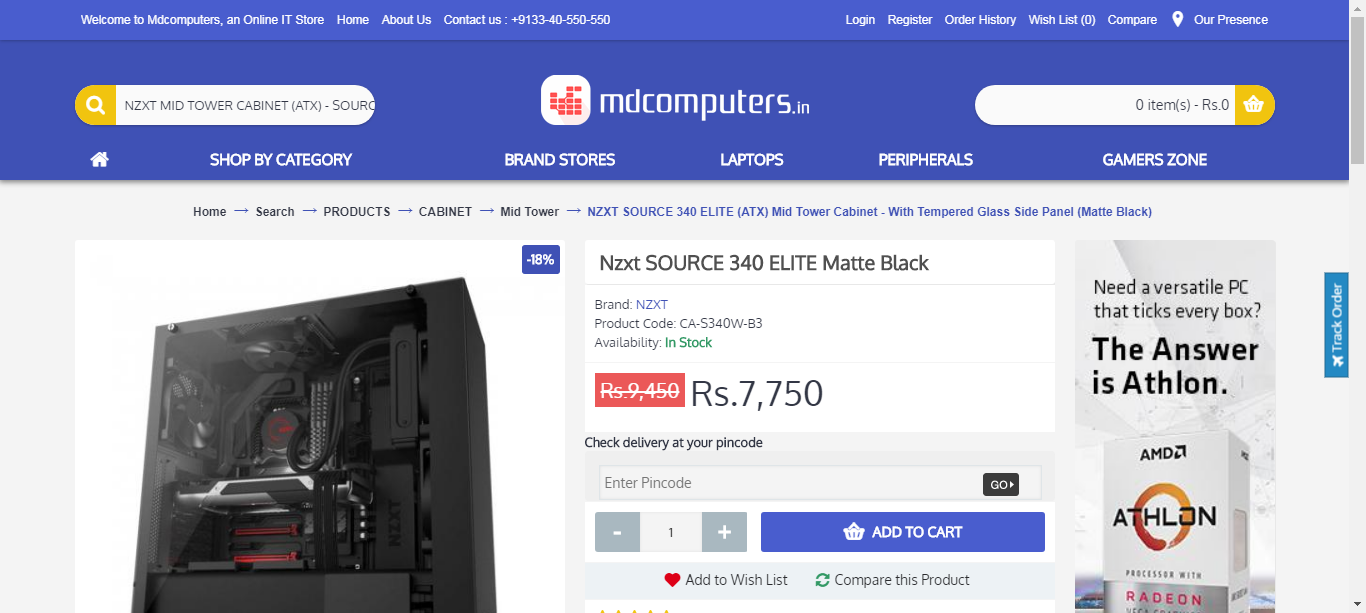 Welcome to Mdcomputers, an Online IT Store Home About Us Contact us : +9133-40-550-550 Login Register Order History Wish List (0) Compare Our Presence
NZXT MID TOWER CABINET (ATX) - SOURC
mdcomputers.in
0 item(s) - Rs.0
SHOP BY CATEGORY BRAND STORES LAPTOPS PERIPHERALS GAMERS ZONE
Home → Search → PRODUCTS → CABINET → Mid Tower → NZXT SOURCE 340 ELITE (ATX) Mid Tower Cabinet - With Tempered Glass Side Panel (Matte Black)
-18%
NZXT
Nzxt SOURCE 340 ELITE Matte Black
Brand: NZXT
Product Code: CA-S340W-B3
Availability: In Stock
Rs.9,450 Rs.7,750
Check delivery at your pincode
Enter Pincode GO
- 1 + ADD TO CART
Add to Wish List Compare this Product
Need a versatile PC
that ticks every box?
The Answer
is Athlon.
AMD
ATHLON
PROCESSOR WITH
RADEON
VEGA GRAPHICS
Track Order